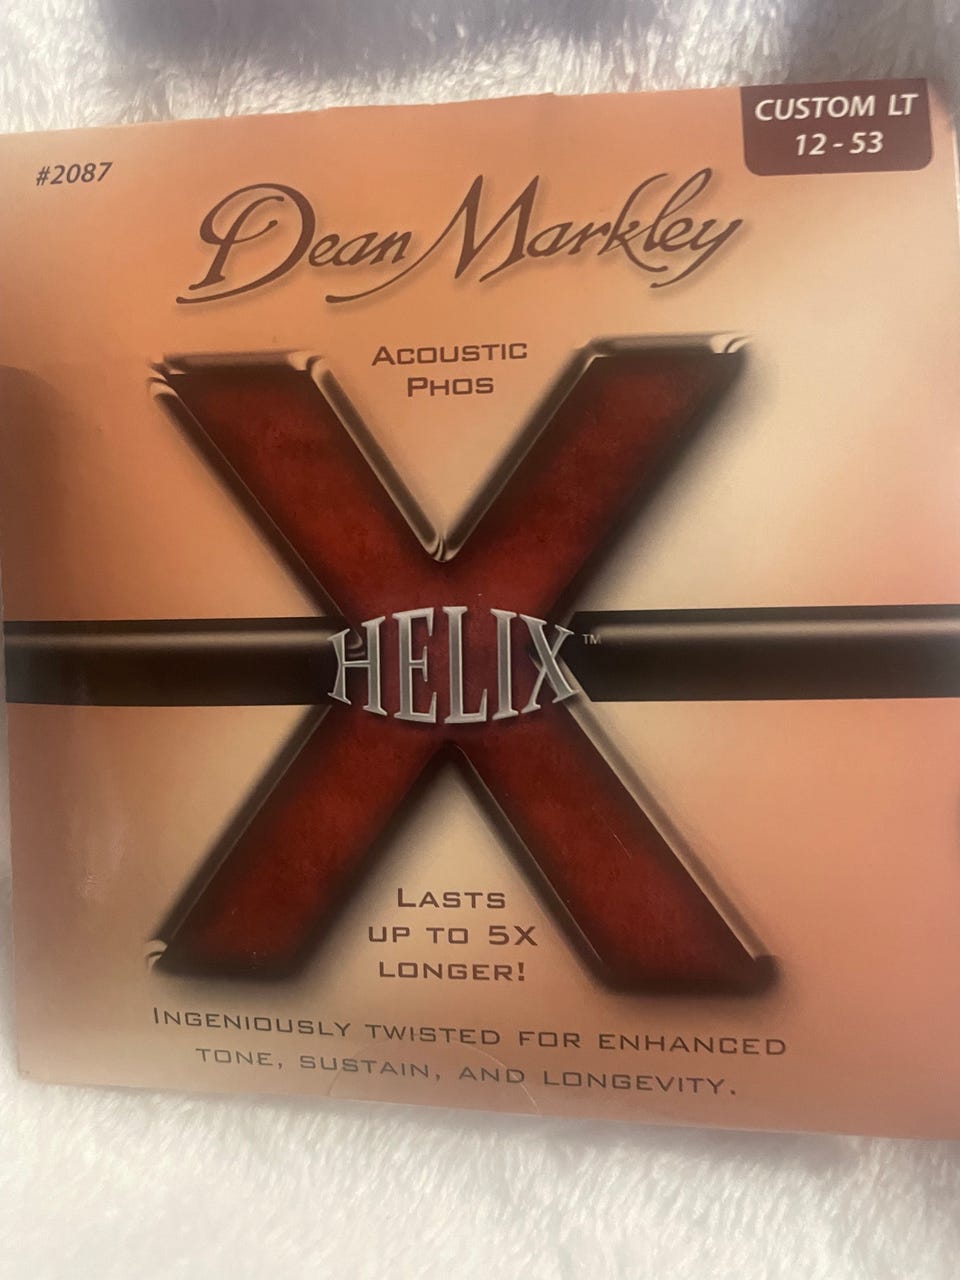 #2087
CUSTOM LT
12 - 53
Dean Markley
ACOUSTIC
PHOS
HELIX™
LASTS
UP TO 5X
LONGER!
INGENIOUSLY TWISTED FOR ENHANCED
TONE, SUSTAIN, AND LONGEVITY.